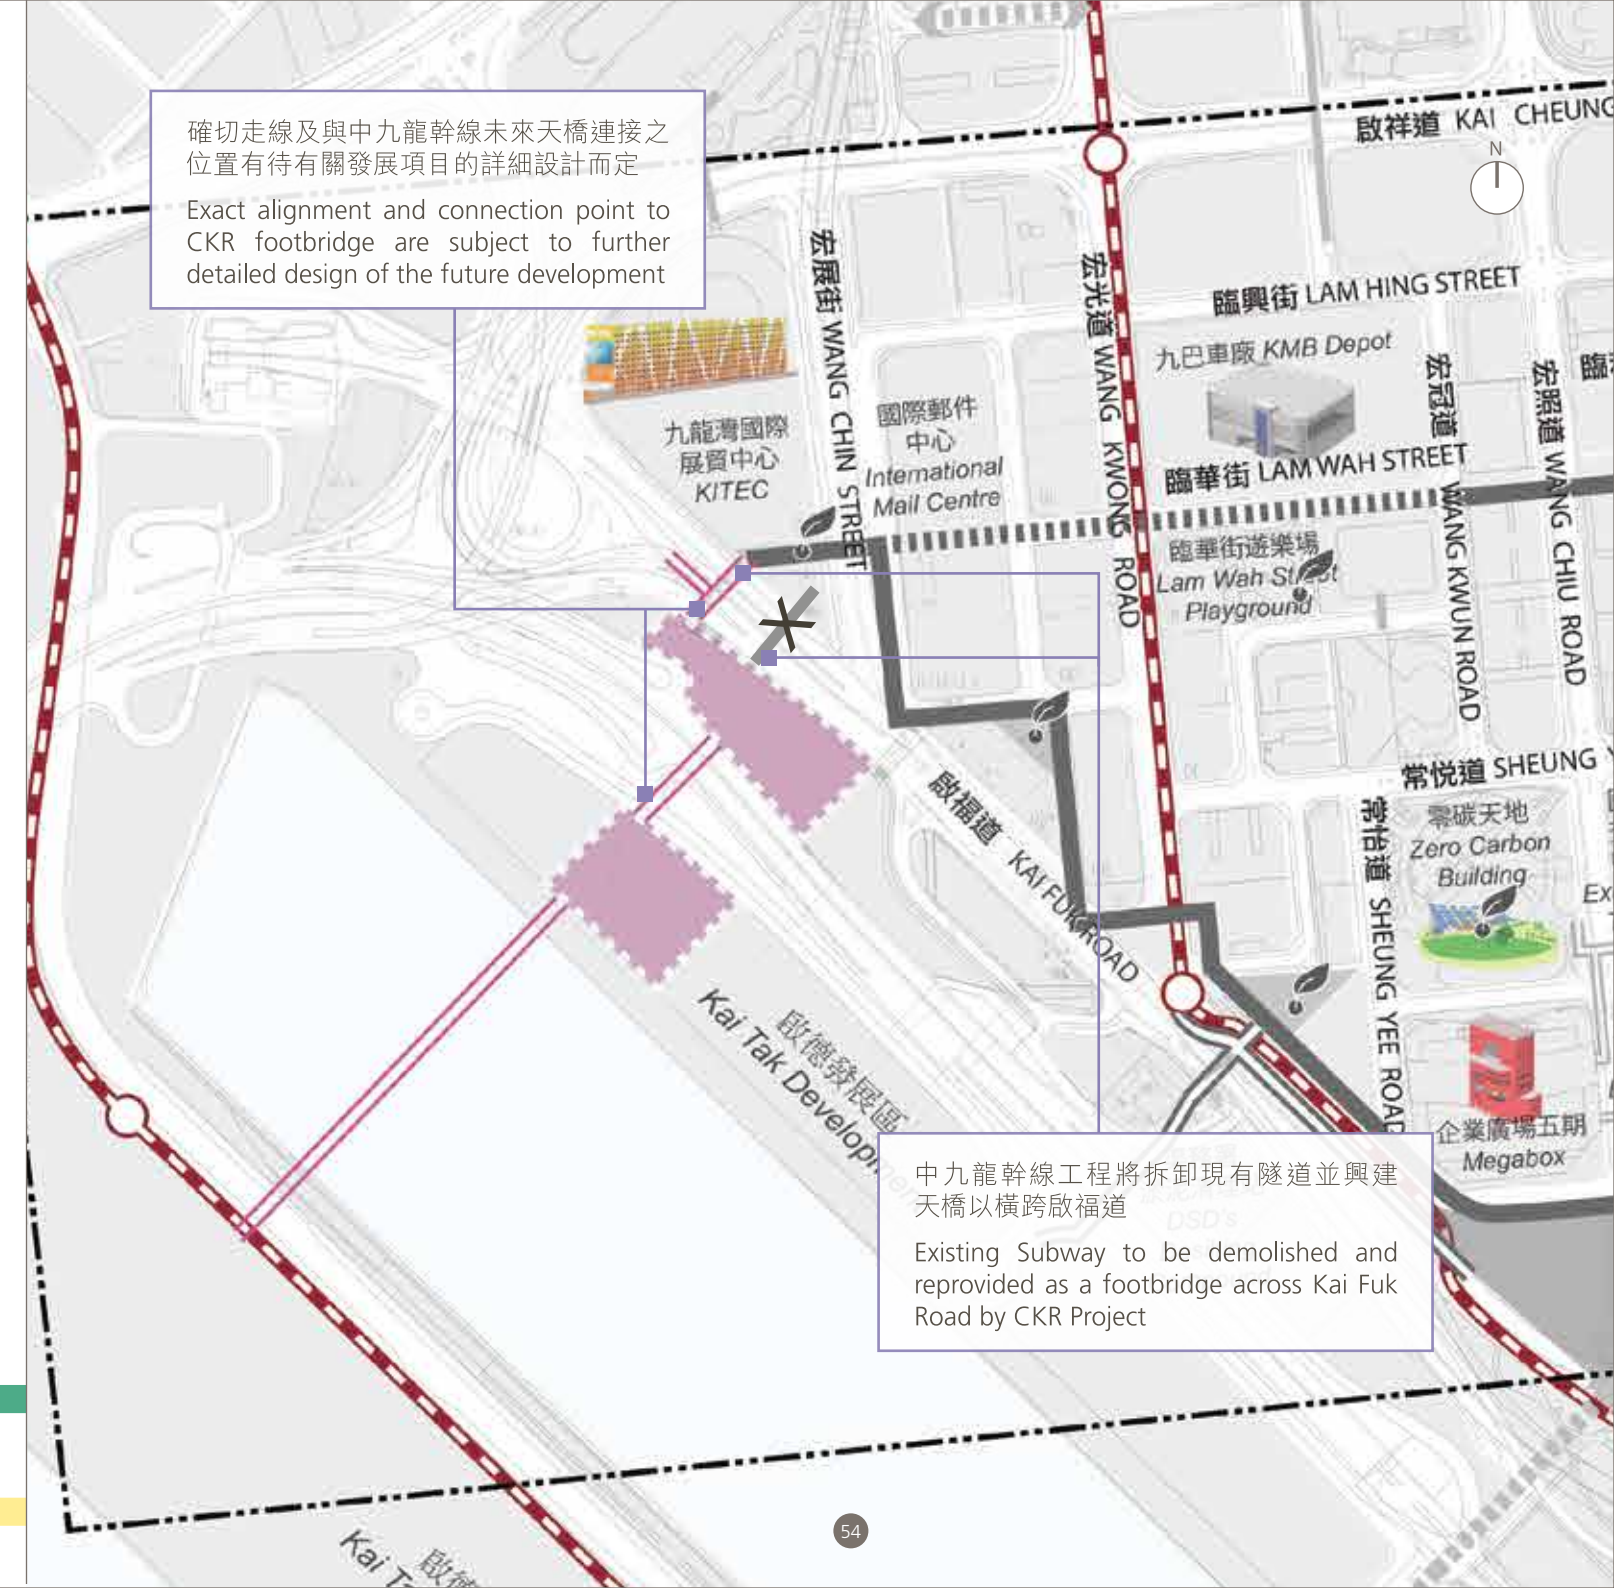 確切走線及與中九龍幹線未來天橋連接之
位置有待有關發展項目的詳細設計而定
Exact alignment and connection point to
CKR footbridge are subject to further
detailed design of the future development
啟祥道 KAI CHEUNG
N
宏展街 WANG CHIN STREET
宏光道 WANG KWONG ROAD
臨興街 LAM HING STREET
九巴車廠 KMB Depot
宏冠道 WANG KWUN ROAD
宏照道 WANG CHIU ROAD
九龍灣國際
展貿中心
KITEC
國際郵件
中心
International
Mail Centre
臨華街 LAM WAH STREET
臨華街遊樂場
Lam Wah Street
Playground
常悦道 SHEUNG
零碳天地
Zero Carbon
Building
Ex
常怡道 SHEUNG YEE ROAD
啟福道 KAI FUK ROAD
啟德發展區
Kai Tak Development
企業廣場五期
Megabox
中九龍幹線工程將拆卸現有隧道並興建
天橋以橫跨啟福道
DSD's
Existing Subway to be demolished and
reprovided as a footbridge across Kai Fuk
Road by CKR Project
54
啟德
Kai